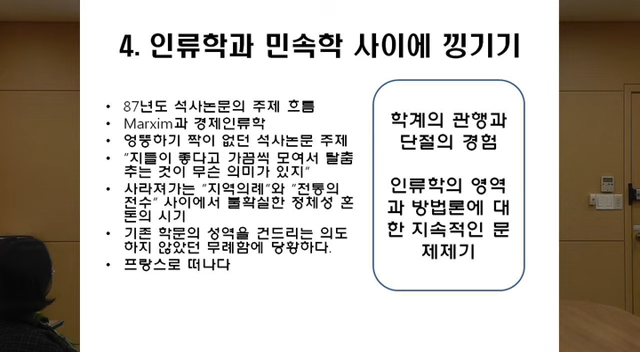 4. 인류학과 민속학 사이에 낑기기
• 87년도 석사논문의 주제 흐름
• Marxim과 경제인류학
• 엉뚱하기 짝이 없던 석사논문 주제
• "지들이 좋다고 가끔씩 모여서 탈춤
추는 것이 무슨 의미가 있지"
• 사라져가는 "지역의례"와 "전통의
전수" 사이에서 불확실한 정체성 혼
돈의 시기
• 기존 학문의 성역을 건드리는 의도
하지 않았던 무례함에 당황하다.
• 프랑스로 떠나다
학계의 관행과
단절의 경험
인류학의 영역
과 방법론에 대
한 지속적인 문
제제기